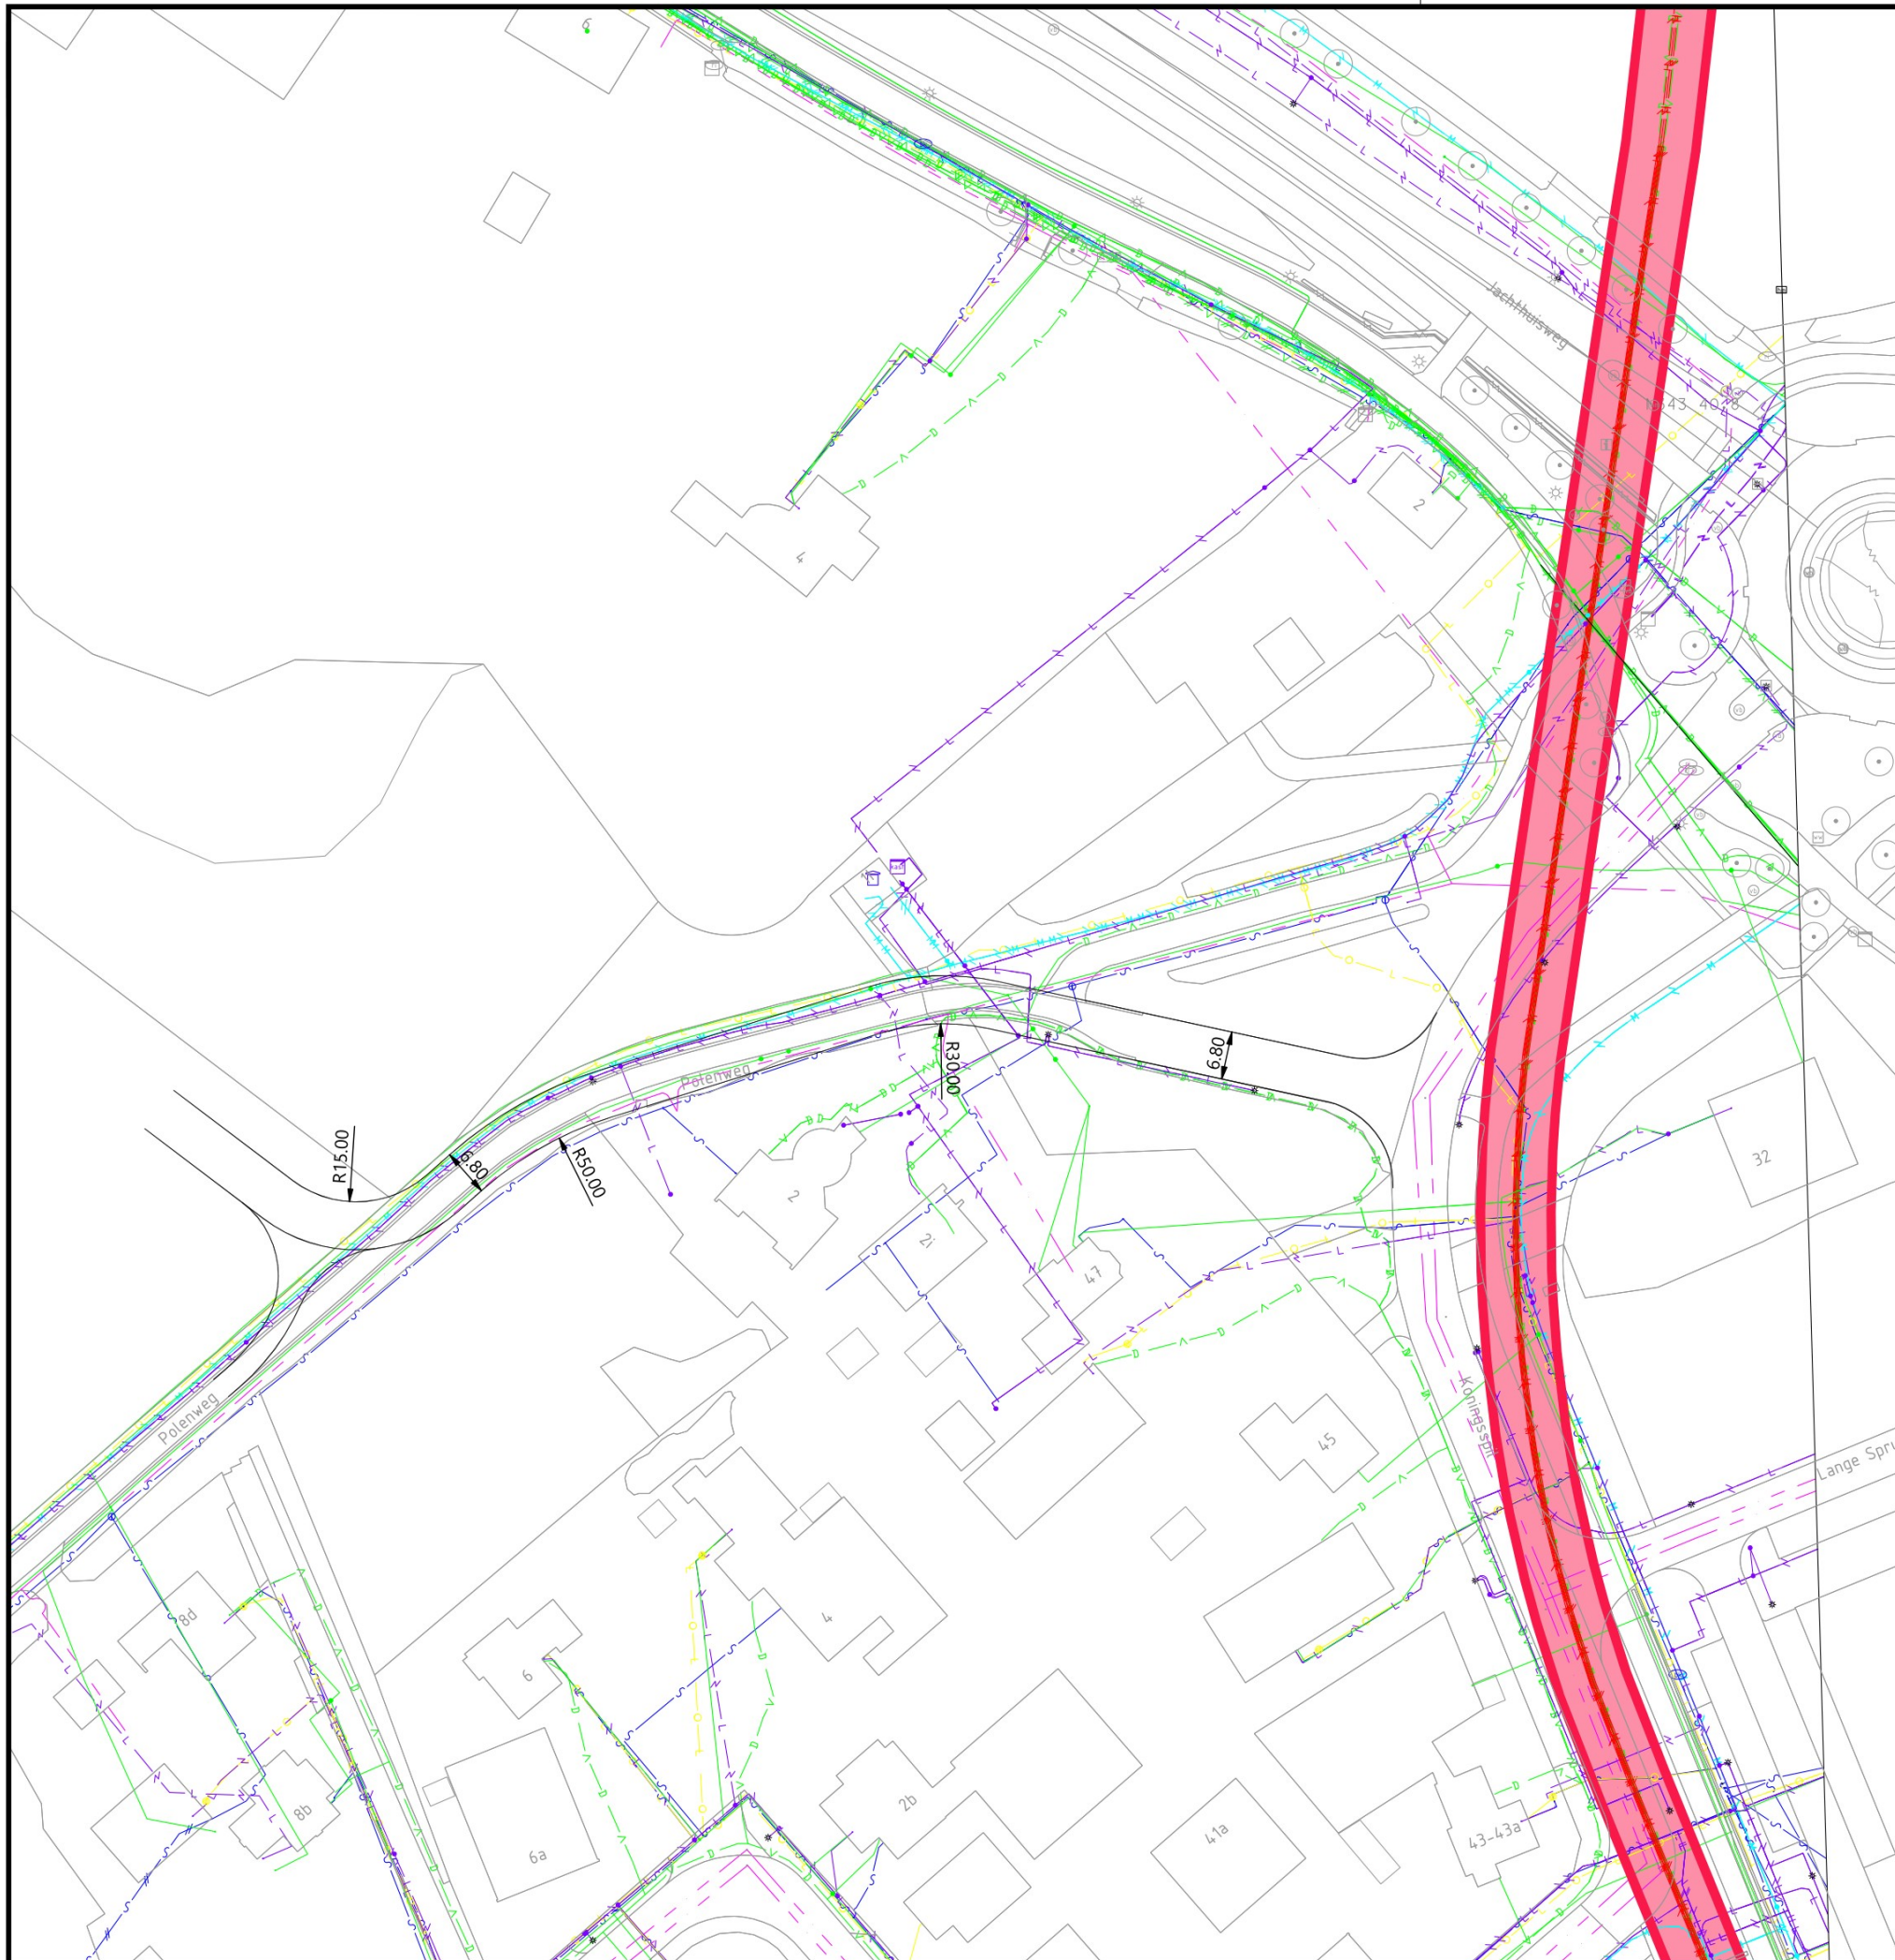 6
Jachthuisweg
2
4
R30.00
6.80
Polenweg
R15.00
6.80
R50.00
32
2
2i
47
Polenweg
Koningsspil
45
Lange Spru
8d
4
6
8b
2b
6a
41a
43-43a